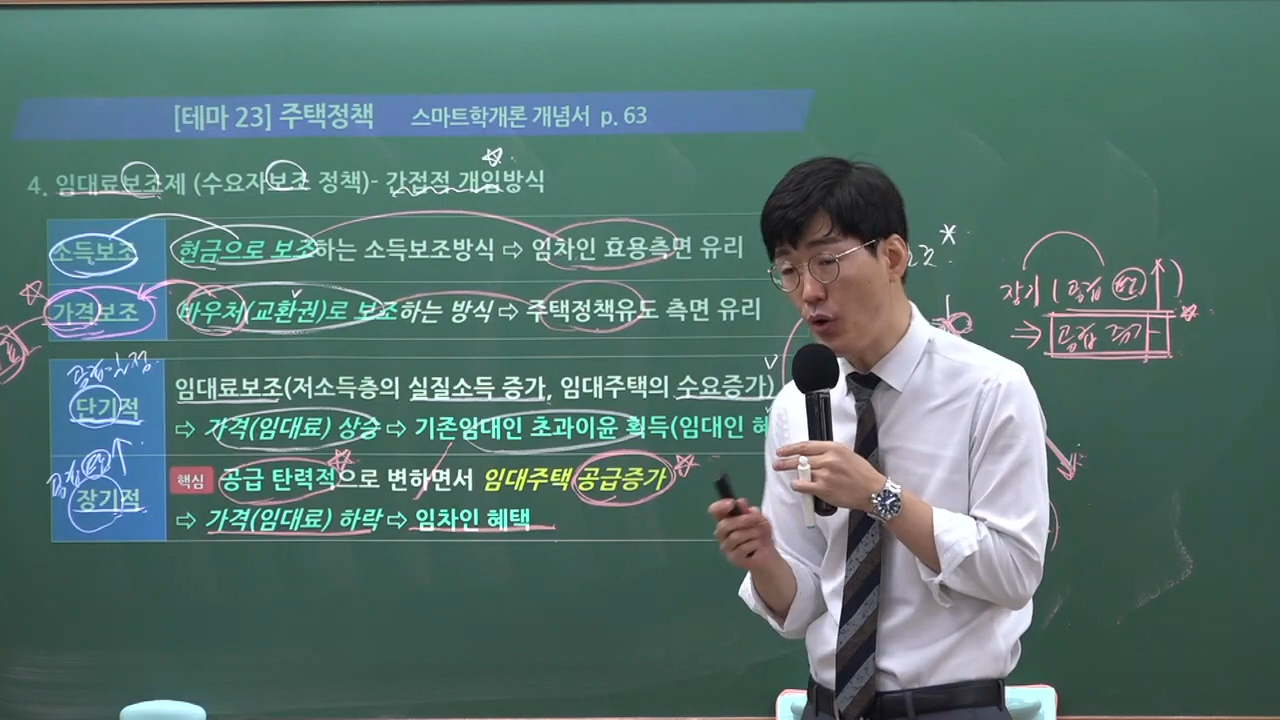 [테마 23] 주택정책 스마트학개론 개념서 p. 63
4. 임대료보조제 (수요자보조 정책)- 간접적 개입방식
소득보조 현금으로 보조하는 소득보조방식 ⇨ 임차인 효용측면 유리
가격보조 바우처(교환권)로 보조하는 방식 ⇨ 주택정책유도 측면 유리
단기적 임대료보조(저소득층의 실질소득 증가, 임대주택의 수요증가)
⇨ 가격(임대료) 상승 ⇨ 기존임대인 초과이윤 획득(임대인
장기적 핵심 공급 탄력적으로 변하면서 임대주택 공급증가
⇨ 가격(임대료) 하락 ⇨ 임차인 혜택
장기 (공급 탄↑)
⇒ 공급 증가